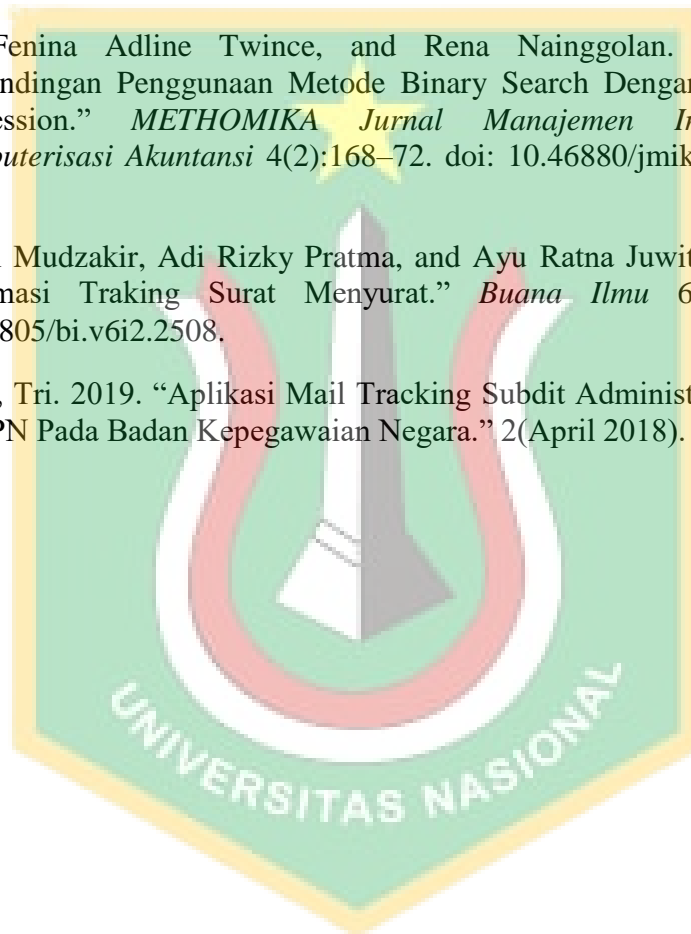 Fenina Adline Twince, and Rena Nainggolan.
ndingan Penggunaan Metode Binary Search Dengan
ession.” METHOMIKA Jurnal Manajemen In
puterisasi Akuntansi 4(2):168–72. doi: 10.46880/jmik
Mudzakir, Adi Rizky Pratma, and Ayu Ratna Juwit
masi Traking Surat Menyurat.” Buana Ilmu 6
805/bi.v6i2.2508.
, Tri. 2019. “Aplikasi Mail Tracking Subdit Administ
PN Pada Badan Kepegawaian Negara.” 2(April 2018).
UNIVERSITAS NASIONAL